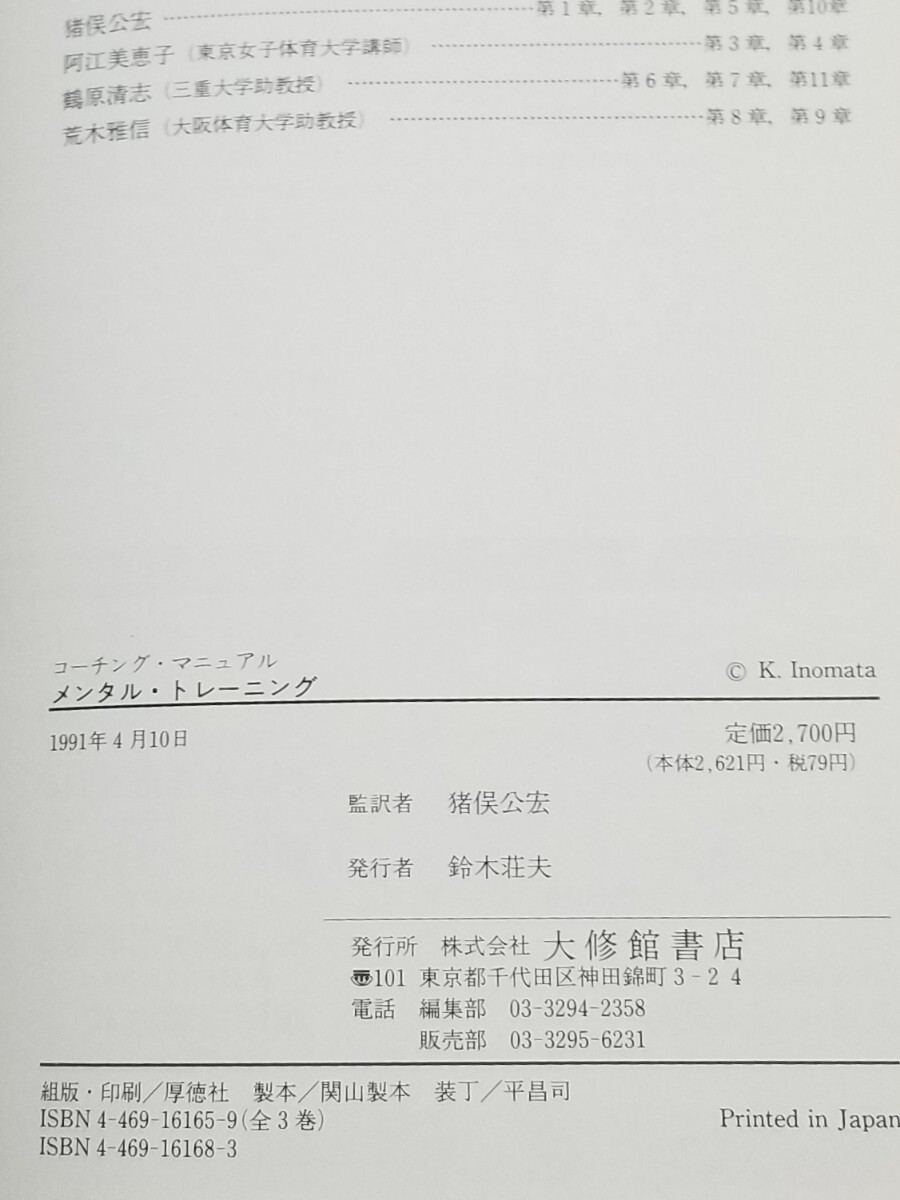 猪俣公宏 ………… 第1章, 第2章, 第5章, 第10章
阿江美恵子（東京女子体育大学講師） ………… 第3章, 第4章
鶴原清志（三重大学助教授） ………… 第6章, 第7章, 第11章
荒木雅信（大阪体育大学助教授） ………… 第8章, 第9章
コーチング・マニュアル
メンタル・トレーニング
© K. Inomata
1991年4月10日
定価2,700円
（本体2,621円・税79円）
監訳者 猪俣公宏
発行者 鈴木荘夫
発行所 株式会社 大修館書店
〠101 東京都千代田区神田錦町3-24
電話 編集部 03-3294-2358
販売部 03-3295-6231
組版・印刷／厚徳社 製本／関山製本 装丁／平昌司
ISBN 4-469-16165-9(全3巻)
Printed in Japan
ISBN 4-469-16168-3